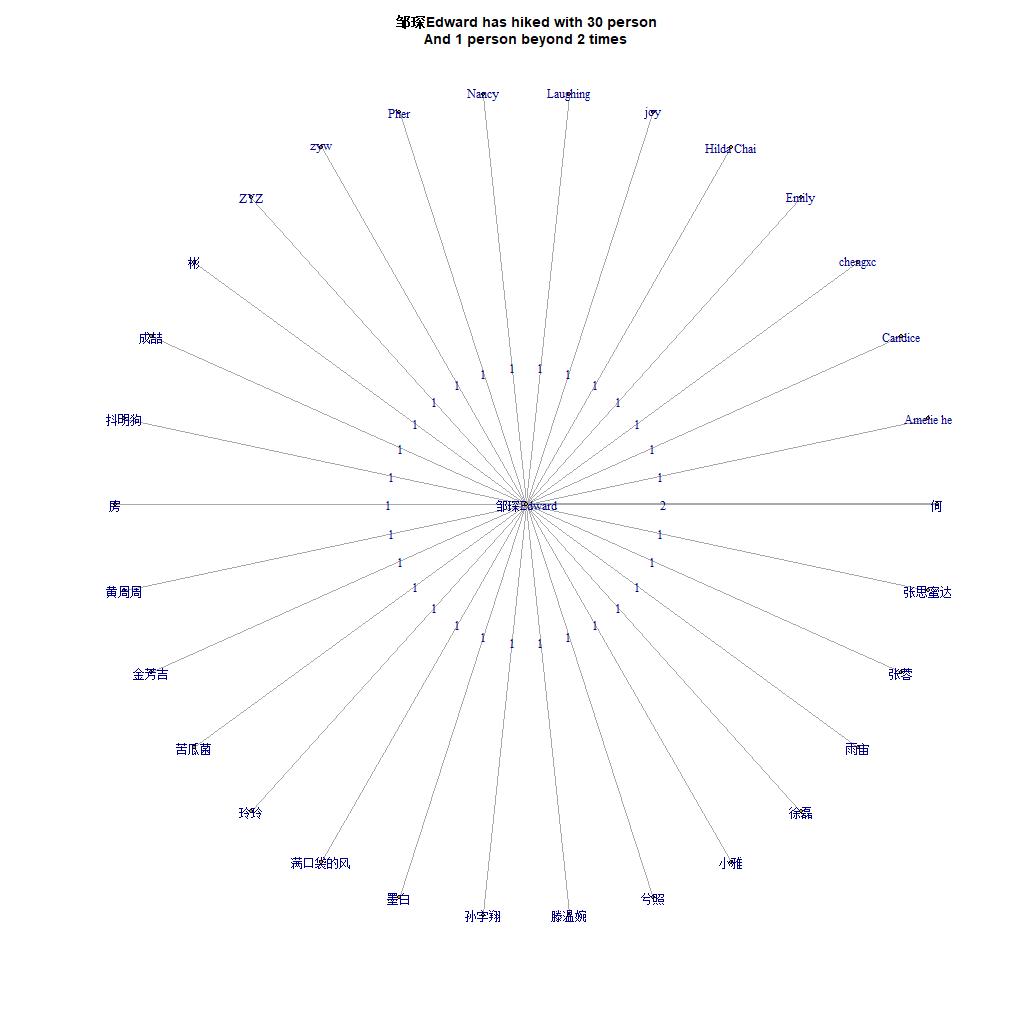 邹琛Edward has hiked with 30 person
And 1 person beyond 2 times
Nancy
Laughing
Pher
joy
zyw
Hilda Chai
ZYZ
Emily
彬
chengxc
成喆
Candice
1
1
1
1
1
1
1
1
1
1
抖明狗
1
1
Amelie he
1
1
1
1
房
1
邹琛Edward
2
何
1
1
1
1
黄周周
1
1
张思蜜达
1
1
1
1
1
1
1
1
金芳吉
张蓉
苦瓜菌
雨宙
玲玲
徐磊
满口袋的风
小雅
墨白
兮照
滕温婉